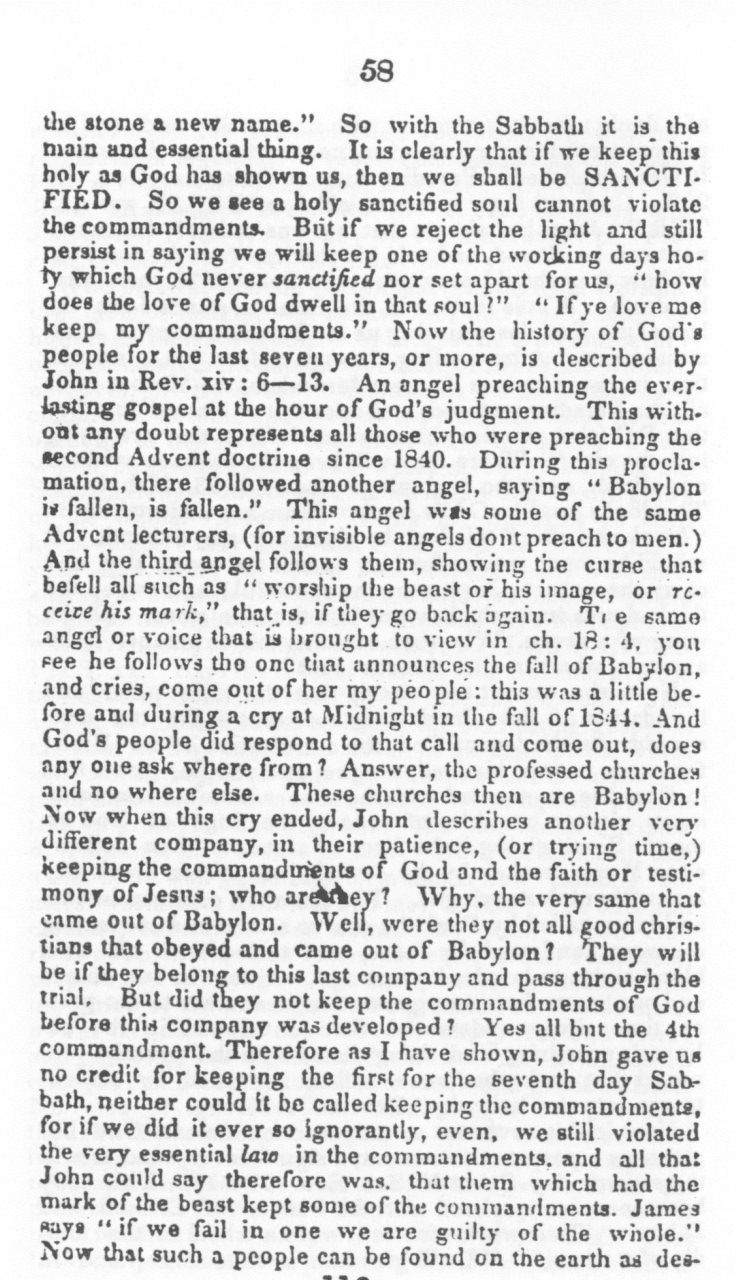 58
the stone a new name." So with the Sabbath it is the
main and essential thing. It is clearly that if we keep this
holy as God has shown us, then we shall be SANCTI-
FIED. So we see a holy sanctified soul cannot violate
the commandments. But if we reject the light and still
persist in saying we will keep one of the working days ho-
ly which God never sanctified nor set apart for us, "how
does the love of God dwell in that soul?" "If ye love me
keep my commandments." Now the history of God's
people for the last seven years, or more, is described by
John in Rev. xiv: 6—13. An angel preaching the ever-
lasting gospel at the hour of God's judgment. This with-
out any doubt represents all those who were preaching the
second Advent doctrine since 1840. During this procla-
mation, there followed another angel, saying "Babylon
is fallen, is fallen." This angel was some of the same
Advent lecturers, (for invisible angels dont preach to men.)
And the third angel follows them, showing the curse that
befell all such as "worship the beast or his image, or re-
ceive his mark," that is, if they go back again. The same
angel or voice that is brought to view in ch. 18: 4, you
see he follows the one that announces the fall of Babylon,
and cries, come out of her my people: this was a little be-
fore and during a cry at Midnight in the fall of 1844. And
God's people did respond to that call and come out, does
any one ask where from? Answer, the professed churches
and no where else. These churches then are Babylon!
Now when this cry ended, John describes another very
different company, in their patience, (or trying time,)
keeping the commandments of God and the faith or testi-
mony of Jesus; who are they? Why, the very same that
came out of Babylon. Well, were they not all good chris-
tians that obeyed and came out of Babylon? They will
be if they belong to this last company and pass through the
trial. But did they not keep the commandments of God
before this company was developed? Yes all but the 4th
commandment. Therefore as I have shown, John gave us
no credit for keeping the first for the seventh day Sab-
bath, neither could it be called keeping the commandments,
for if we did it ever so ignorantly, even, we still violated
the very essential law in the commandments, and all that
John could say therefore was, that them which had the
mark of the beast kept some of the commandments. James
says "if we fail in one we are guilty of the whole."
Now that such a people can be found on the earth as des-